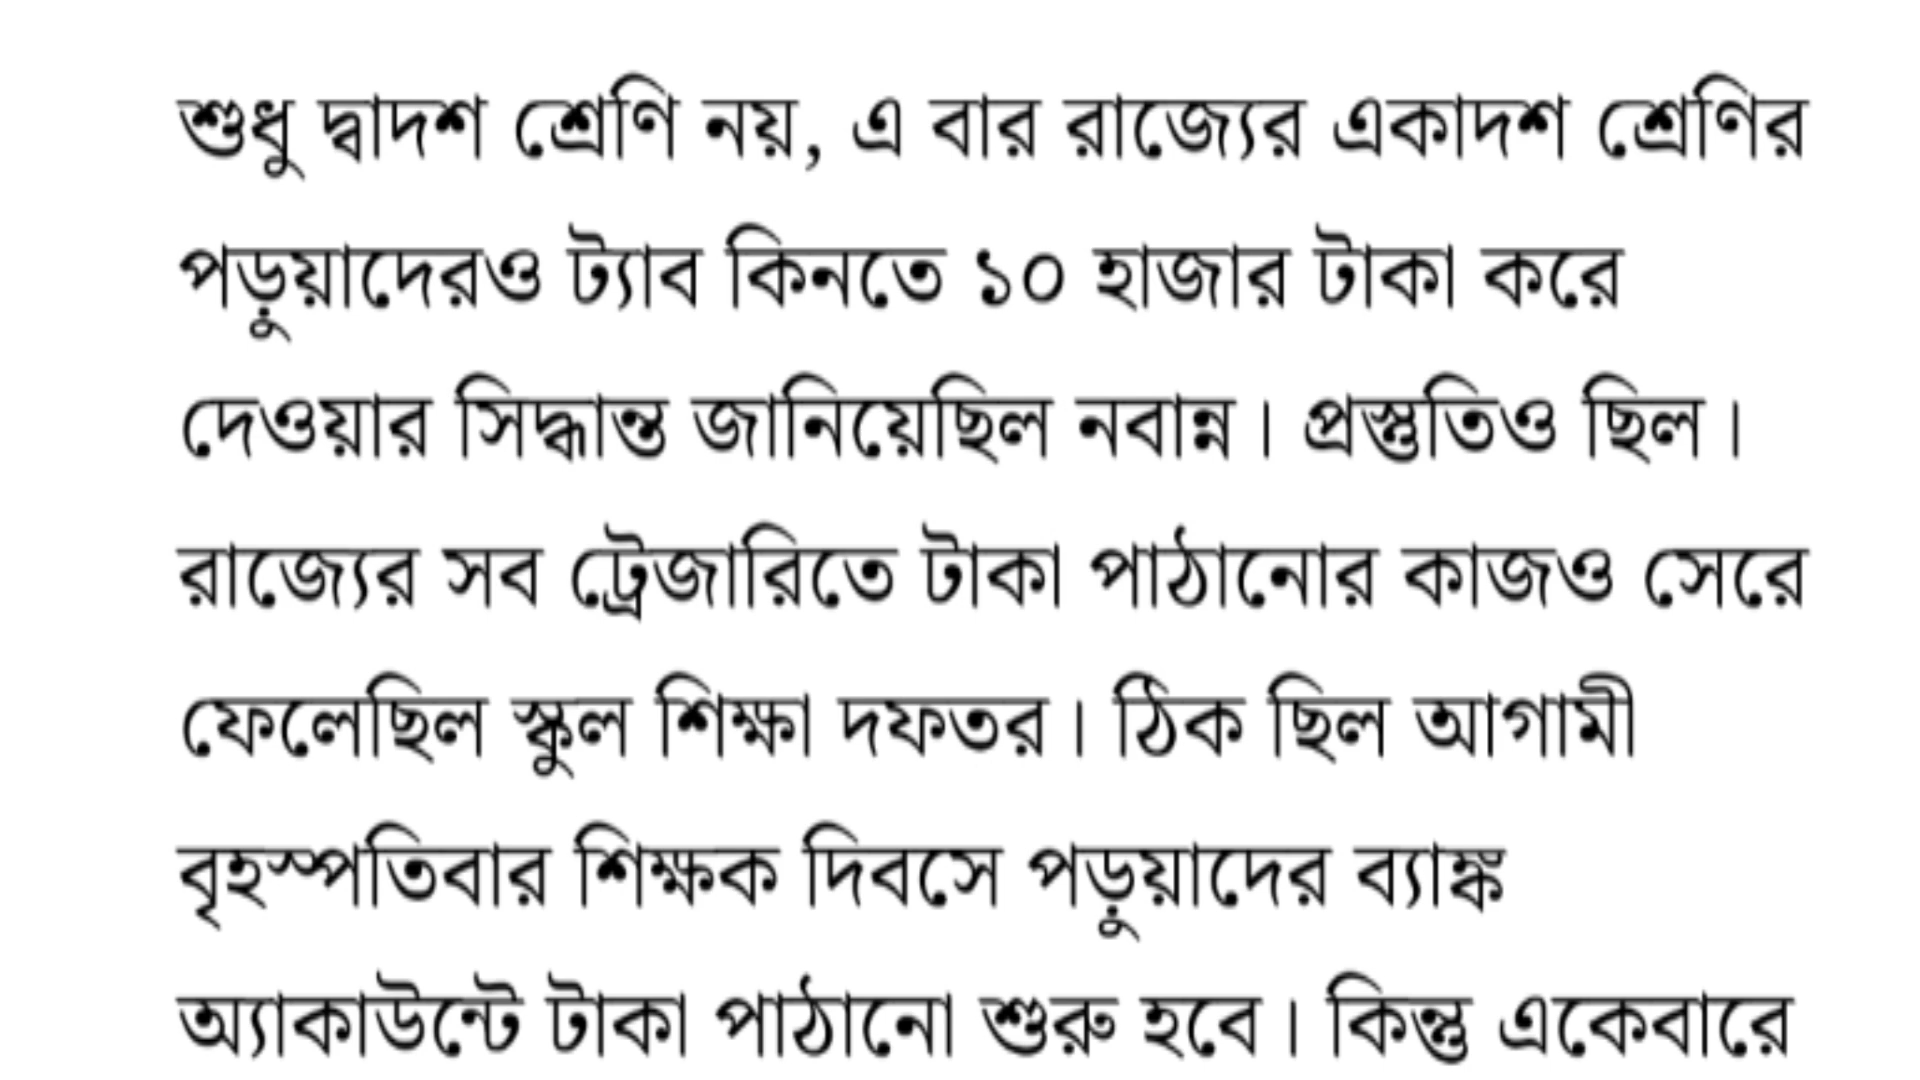 শুধু দ্বাদশ শ্রেণি নয়, এ বার রাজ্যের একাদশ শ্রেণির
পড়ুয়াদেরও ট্যাব কিনতে ১০ হাজার টাকা করে
দেওয়ার সিদ্ধান্ত জানিয়েছিল নবান্ন। প্রস্তুতিও ছিল।
রাজ্যের সব ট্রেজারিতে টাকা পাঠানোর কাজও সেরে
ফেলেছিল স্কুল শিক্ষা দফতর। ঠিক ছিল আগামী
বৃহস্পতিবার শিক্ষক দিবসে পড়ুয়াদের ব্যাঙ্ক
অ্যাকাউন্টে টাকা পাঠানো শুরু হবে। কিন্তু একেবারে